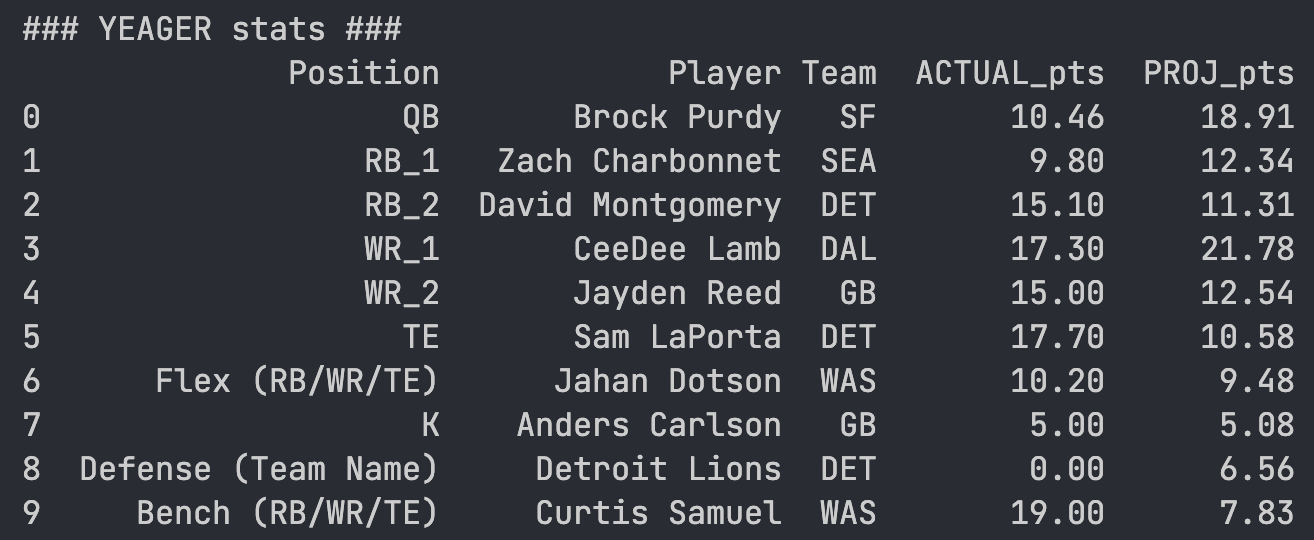 ### YEAGER stats ###
Position Player Team ACTUAL_pts PROJ_pts
0 QB Brock Purdy SF 10.46 18.91
1 RB_1 Zach Charbonnet SEA 9.80 12.34
2 RB_2 David Montgomery DET 15.10 11.31
3 WR_1 CeeDee Lamb DAL 17.30 21.78
4 WR_2 Jayden Reed GB 15.00 12.54
5 TE Sam LaPorta DET 17.70 10.58
6 Flex (RB/WR/TE) Jahan Dotson WAS 10.20 9.48
7 K Anders Carlson GB 5.00 5.08
8 Defense (Team Name) Detroit Lions DET 0.00 6.56
9 Bench (RB/WR/TE) Curtis Samuel WAS 19.00 7.83